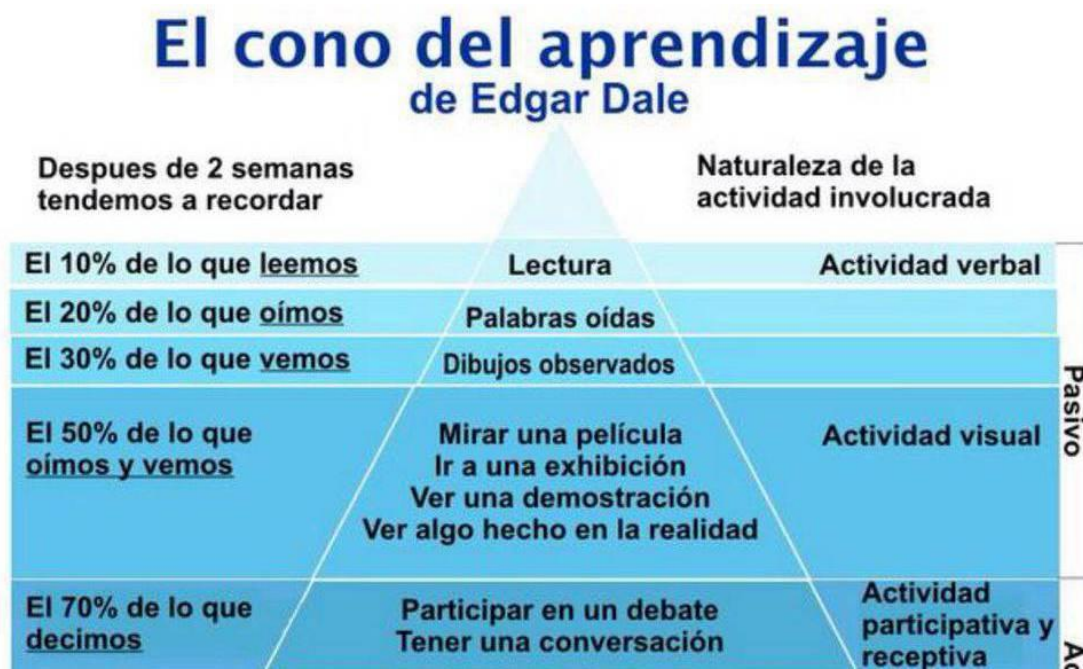 El cono del aprendizaje
de Edgar Dale
Despues de 2 semanas
tendemos a recordar
Naturaleza de la
actividad involucrada
El 10% de lo que leemos
Lectura
Actividad verbal
El 20% de lo que oímos
Palabras oídas
El 30% de lo que vemos
Dibujos observados
Pasivo
El 50% de lo que
oímos y vemos
Mirar una película
Ir a una exhibición
Ver una demostración
Ver algo hecho en la realidad
Actividad visual
El 70% de lo que
decimos
Participar en un debate
Tener una conversación
Actividad
participativa y
receptiva